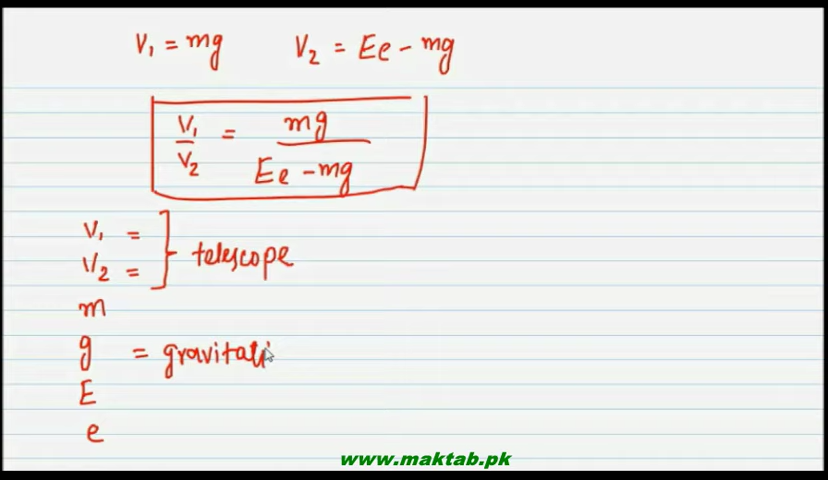 V₁ = mg V₂ = Ee - mg
V₁/V₂ = mg/(Ee - mg)
V₁ =
V₂ = } telescope
m
g = gravitati
E
e
www.maktab.pk